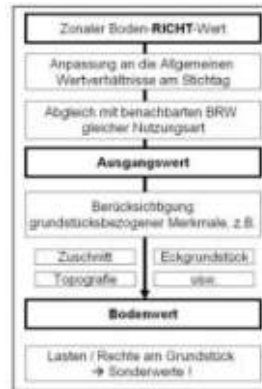 Zonaler Boden-RICHT-Wert
Anpassung an die Allgemeinen
Wertverhältnisse am Stichtag
Abgleich mit benachbarten BRW
gleicher Nutzungsart
Ausgangswert
Berücksichtigung
grundstücksbezogener Merkmale, z.B.
Zuschnitt
Eckgrundstück
Topografie
usw.
Bodenwert
Lasten / Rechte am Grundstück
→ Sonderwerte !